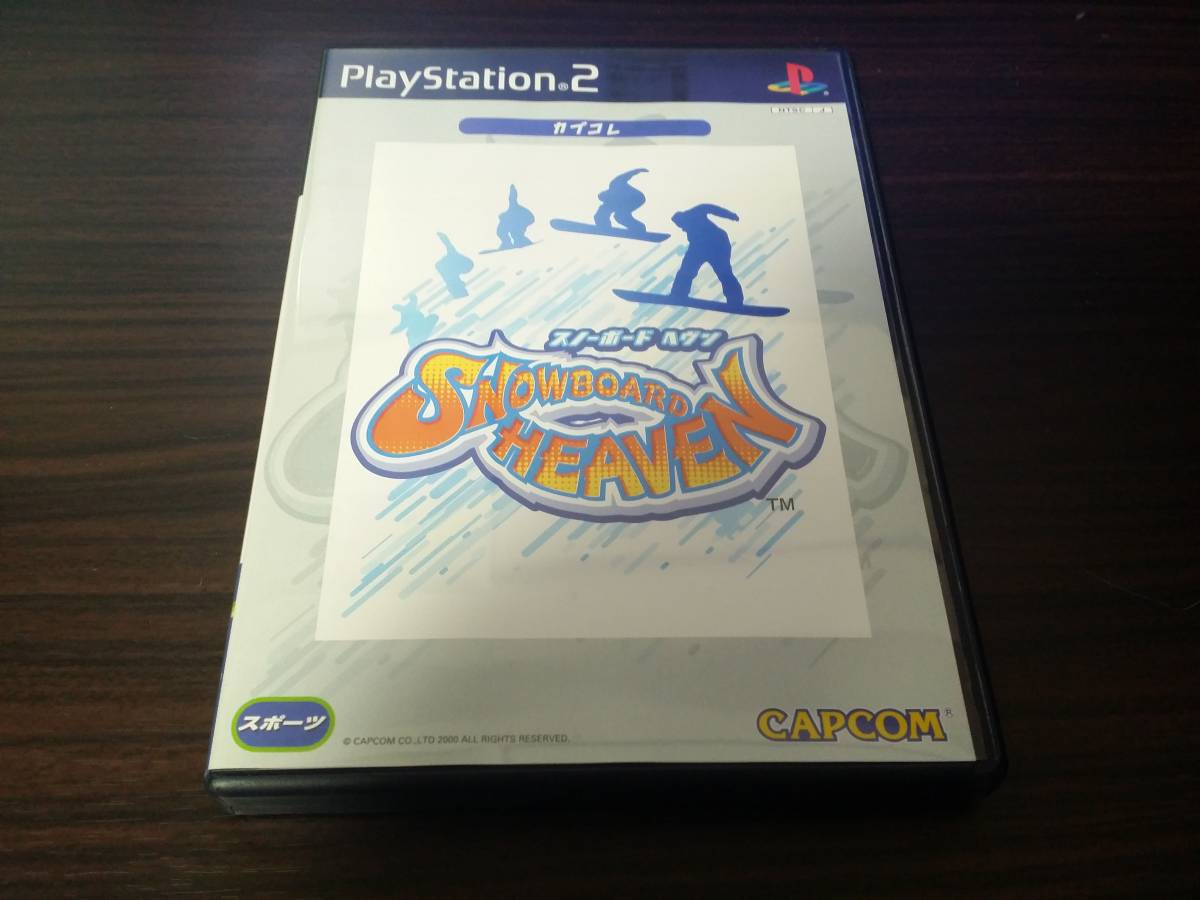 PlayStation®2
NTSC J
カイコレ
スノーボード ヘヴン
SNOWBOARD
HEAVEN
TM
スポーツ
© CAPCOM CO.,LTD 2000 ALL RIGHTS RESERVED.
CAPCOM®